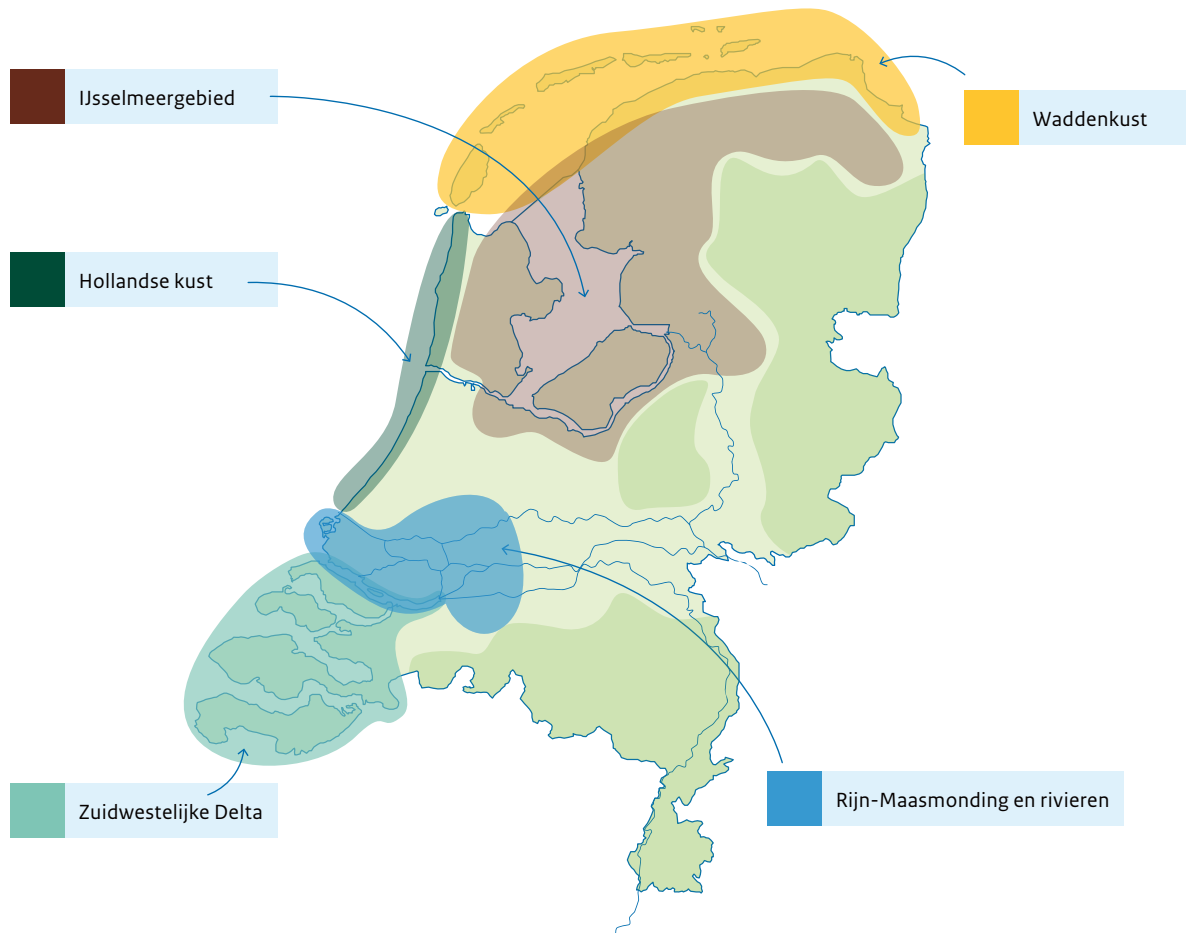 IJsselmeergebied
Waddenkust
Hollandse kust
Zuidwestelijke Delta
Rijn-Maasmonding en rivieren